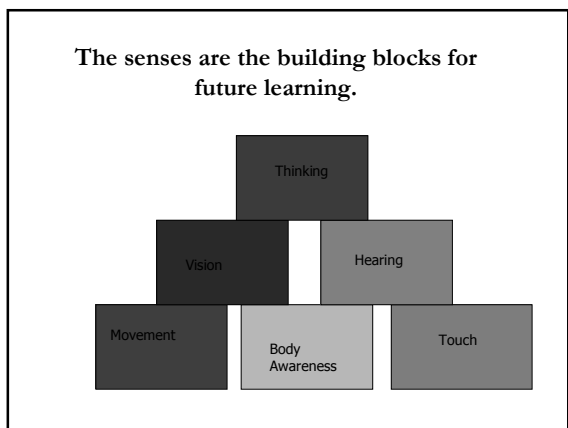 The senses are the building blocks for
future learning.
Thinking
Vision
Hearing
Movement
Body
Awareness
Touch